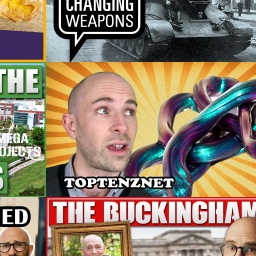 CHANGING
WEAPONS
THE
MEGA
PROJECTS
S
TOPTENZNET
ED
THE BUCKINGHAM